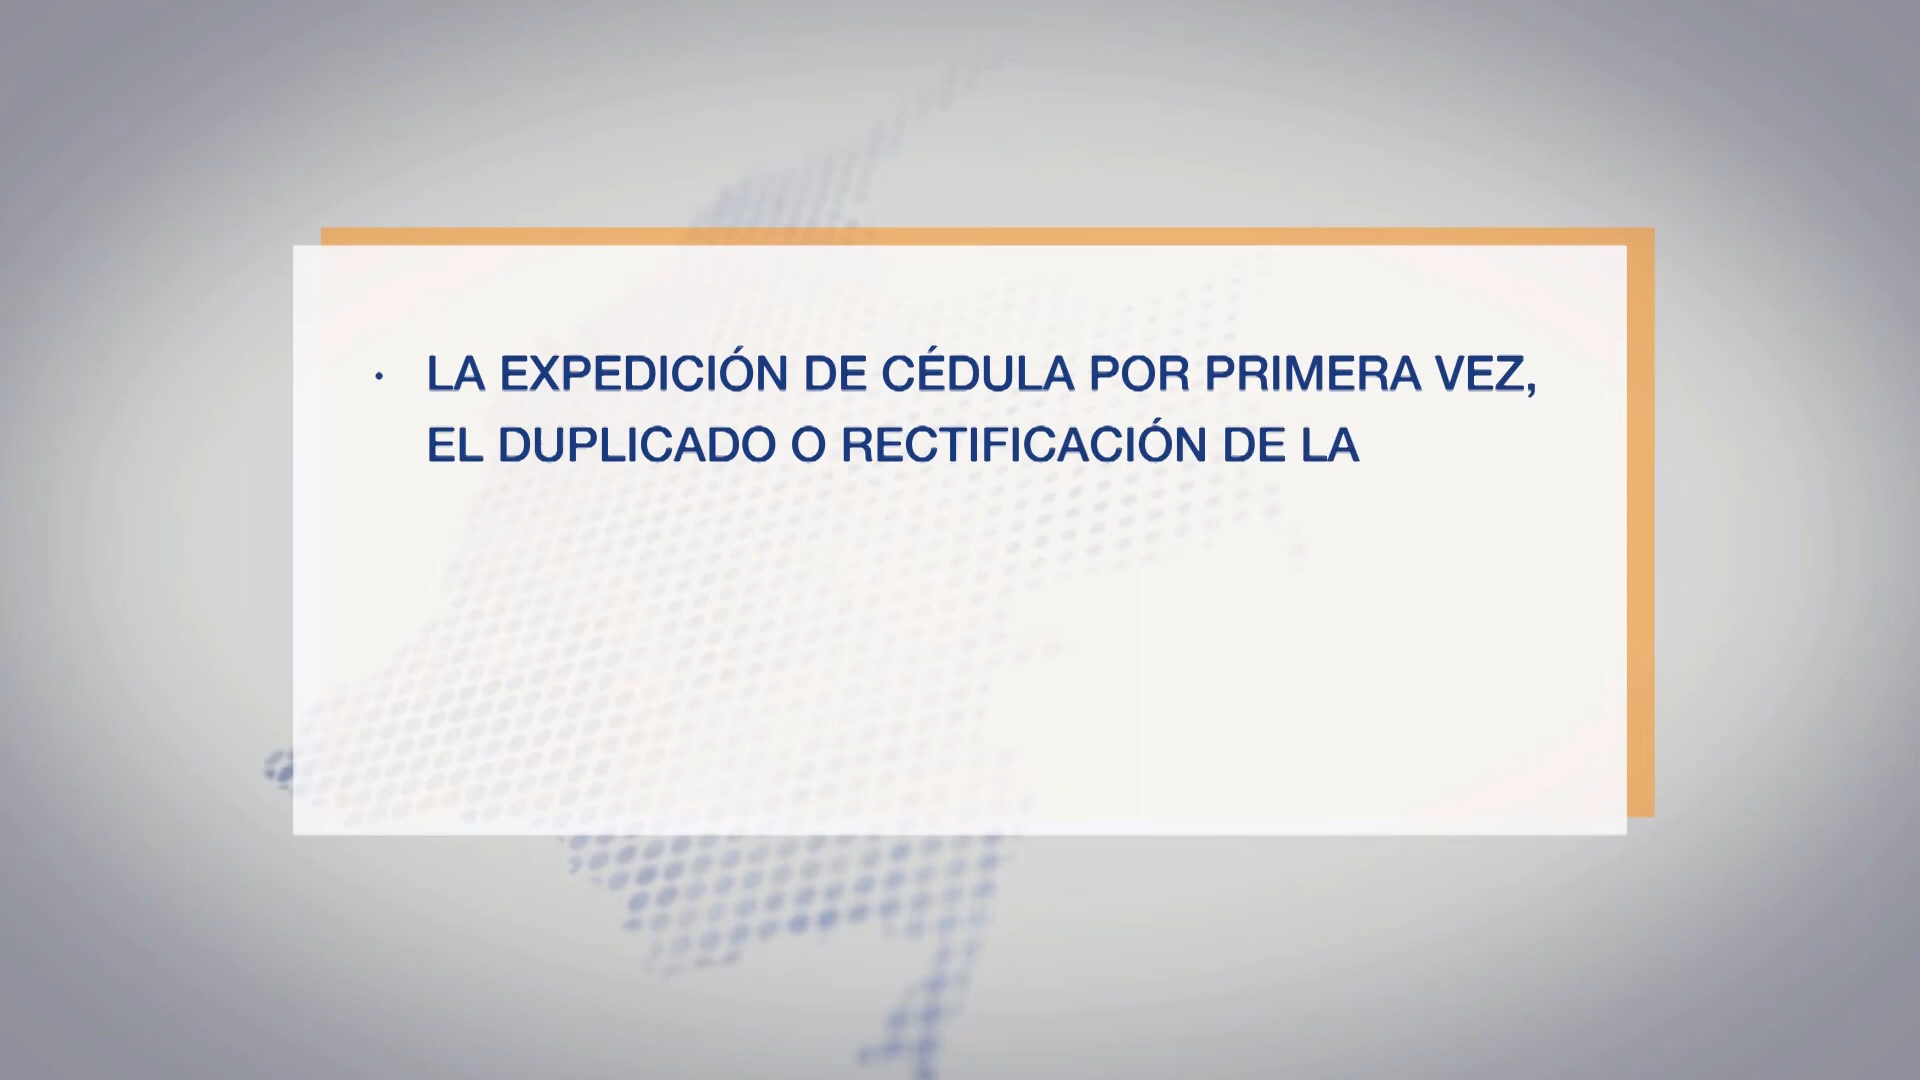 · LA EXPEDICIÓN DE CÉDULA POR PRIMERA VEZ,
EL DUPLICADO O RECTIFICACIÓN DE LA